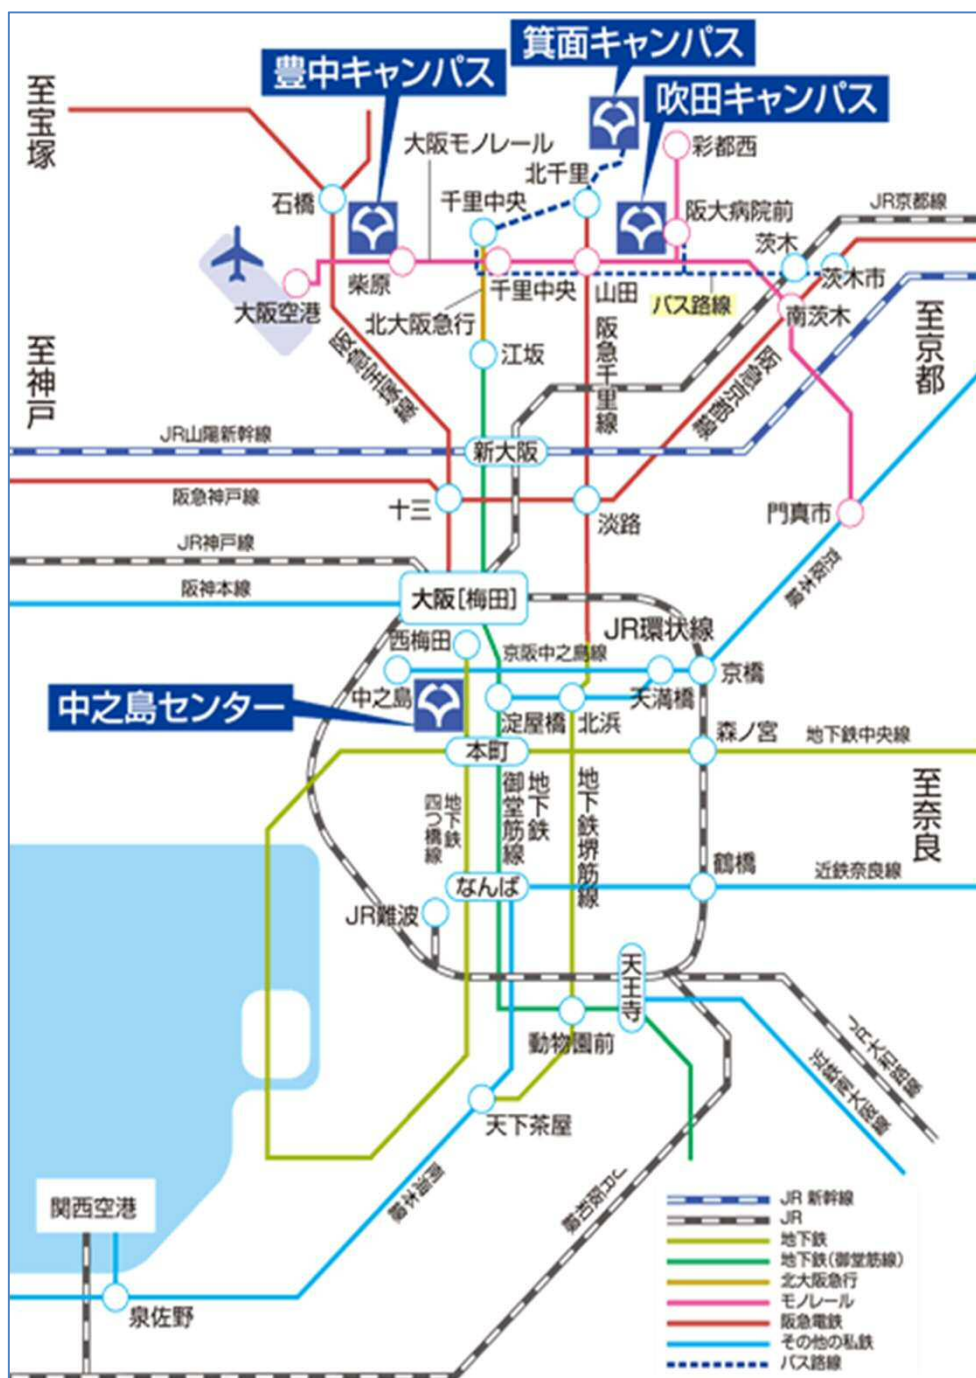 箕面キャンパス
豊中キャンパス
吹田キャンパス
至宝塚
大阪モノレール
彩都西
北千里
石橋
千里中央
阪大病院前
JR京都線
茨木
柴原
千里中央
山田
茨木市
大阪空港
バス路線
南茨木
北大阪急行
至京都
至神戸
阪急宝塚線
江坂
阪急千里線
阪急京都線
JR山陽新幹線
新大阪
阪急神戸線
十三
淡路
門真市
JR神戸線
京阪本線
阪神本線
大阪[梅田]
西梅田
JR環状線
京阪中之島線
中之島
天満橋
京橋
中之島センター
淀屋橋
北浜
本町
森ノ宮
地下鉄中央線
地下鉄
四つ橋線
地下鉄
御堂筋線
地下鉄堺筋線
至奈良
鶴橋
なんば
近鉄奈良線
JR難波
天王寺
動物園前
JR大和路線
近鉄南大阪線
天下茶屋
南海本線
JR阪和線
関西空港
泉佐野
JR 新幹線
JR
地下鉄
地下鉄(御堂筋線)
北大阪急行
モノレール
阪急電鉄
その他の私鉄
バス路線